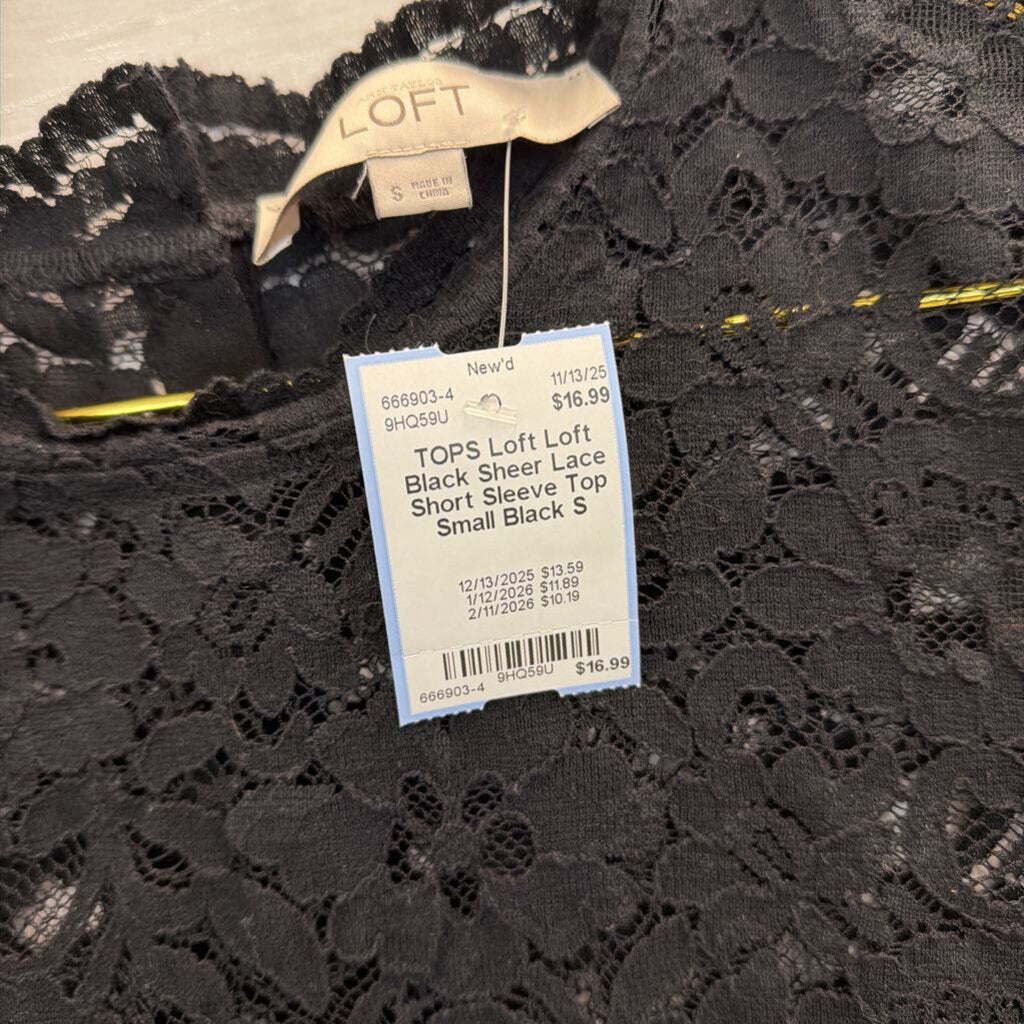 ANN TAYLOR
LOFT
S MADE IN
CHINA
New'd
666903-4 11/13/25
9HQ59U $16.99
TOPS Loft Loft
Black Sheer Lace
Short Sleeve Top
Small Black S
12/13/2025 $13.59
1/12/2026 $11.89
2/11/2026 $10.19
666903-4 9HQ59U $16.99